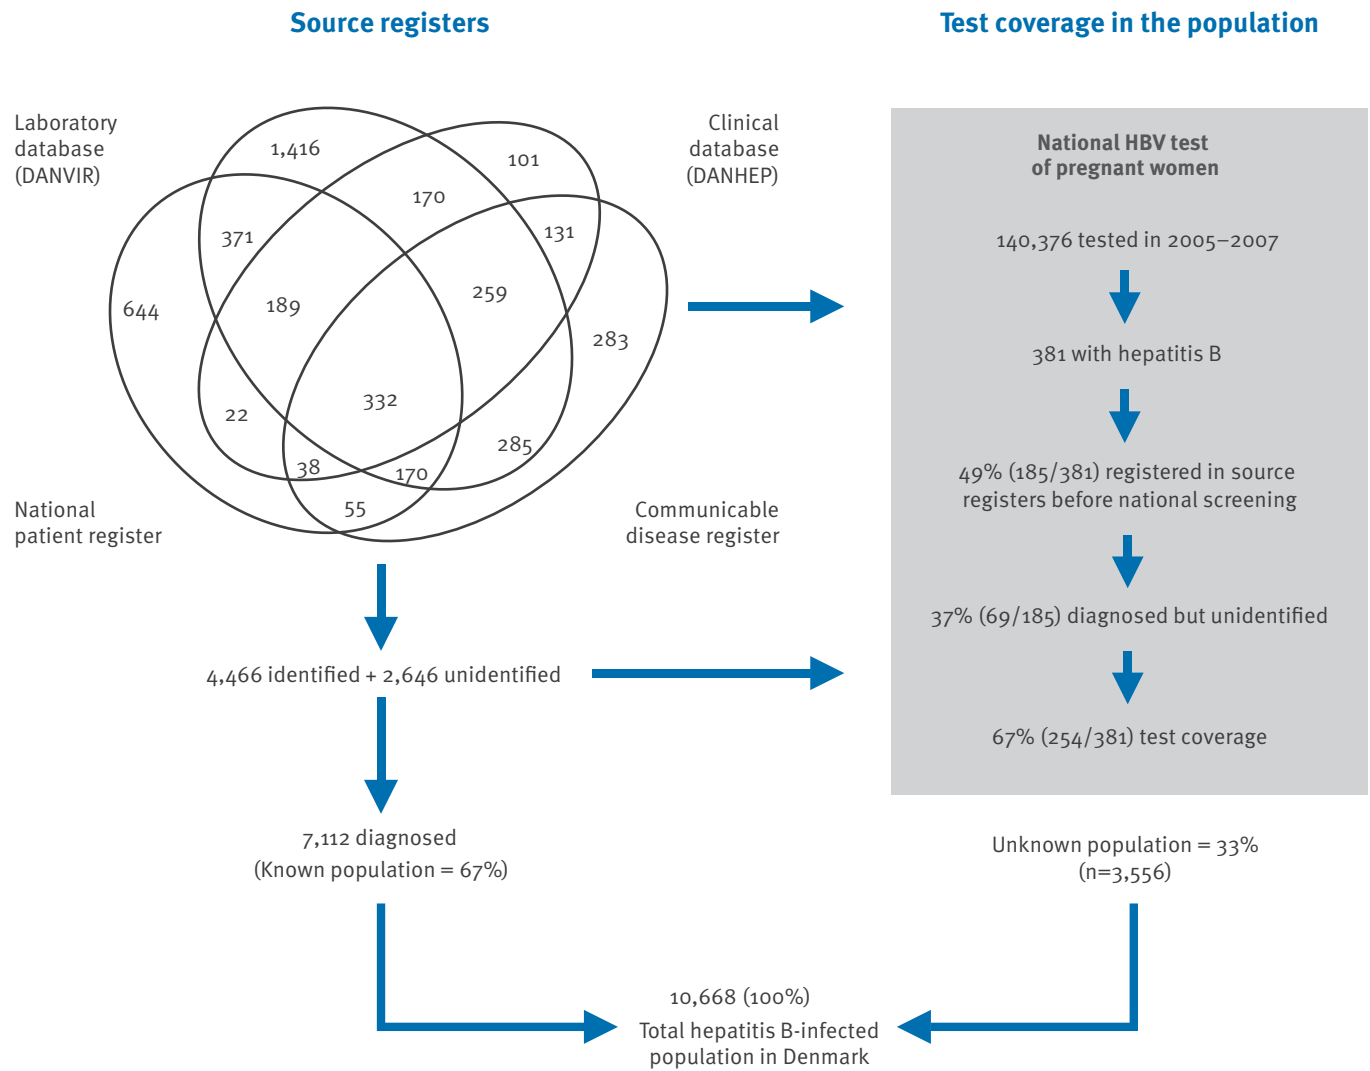 Source registers
Test coverage in the population
Laboratory
database
(DANVIR)
Clinical
database
(DANHEP)
1,416
101
170
371
131
189
259
644
283
332
22
285
38
170
55
National
patient register
Communicable
disease register
4,466 identified + 2,646 unidentified
7,112 diagnosed
(Known population = 67%)
National HBV test
of pregnant women
140,376 tested in 2005–2007
381 with hepatitis B
49% (185/381) registered in source
registers before national screening
37% (69/185) diagnosed but unidentified
67% (254/381) test coverage
Unknown population = 33%
(n=3,556)
10,668 (100%)
Total hepatitis B-infected
population in Denmark